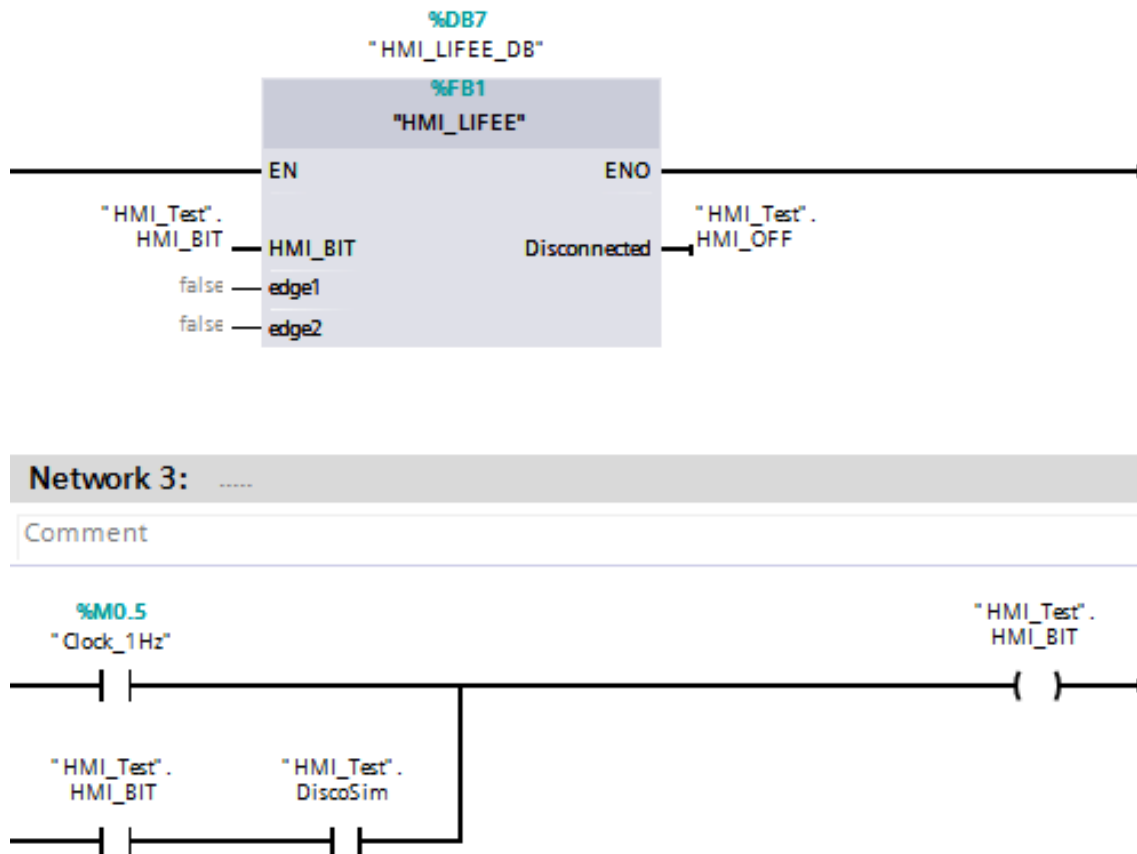 %DB7
"HMI_LIFEE_DB"
%FB1
"HMI_LIFEE"
EN ENO
"HMI_Test". "HMI_Test".
HMI_BIT HMI_BIT Disconnected HMI_OFF
false edge1
false edge2
Network 3: .....
Comment
%M0.5 "HMI_Test".
"Clock_1Hz" HMI_BIT
"HMI_Test". "HMI_Test".
HMI_BIT DiscoSim